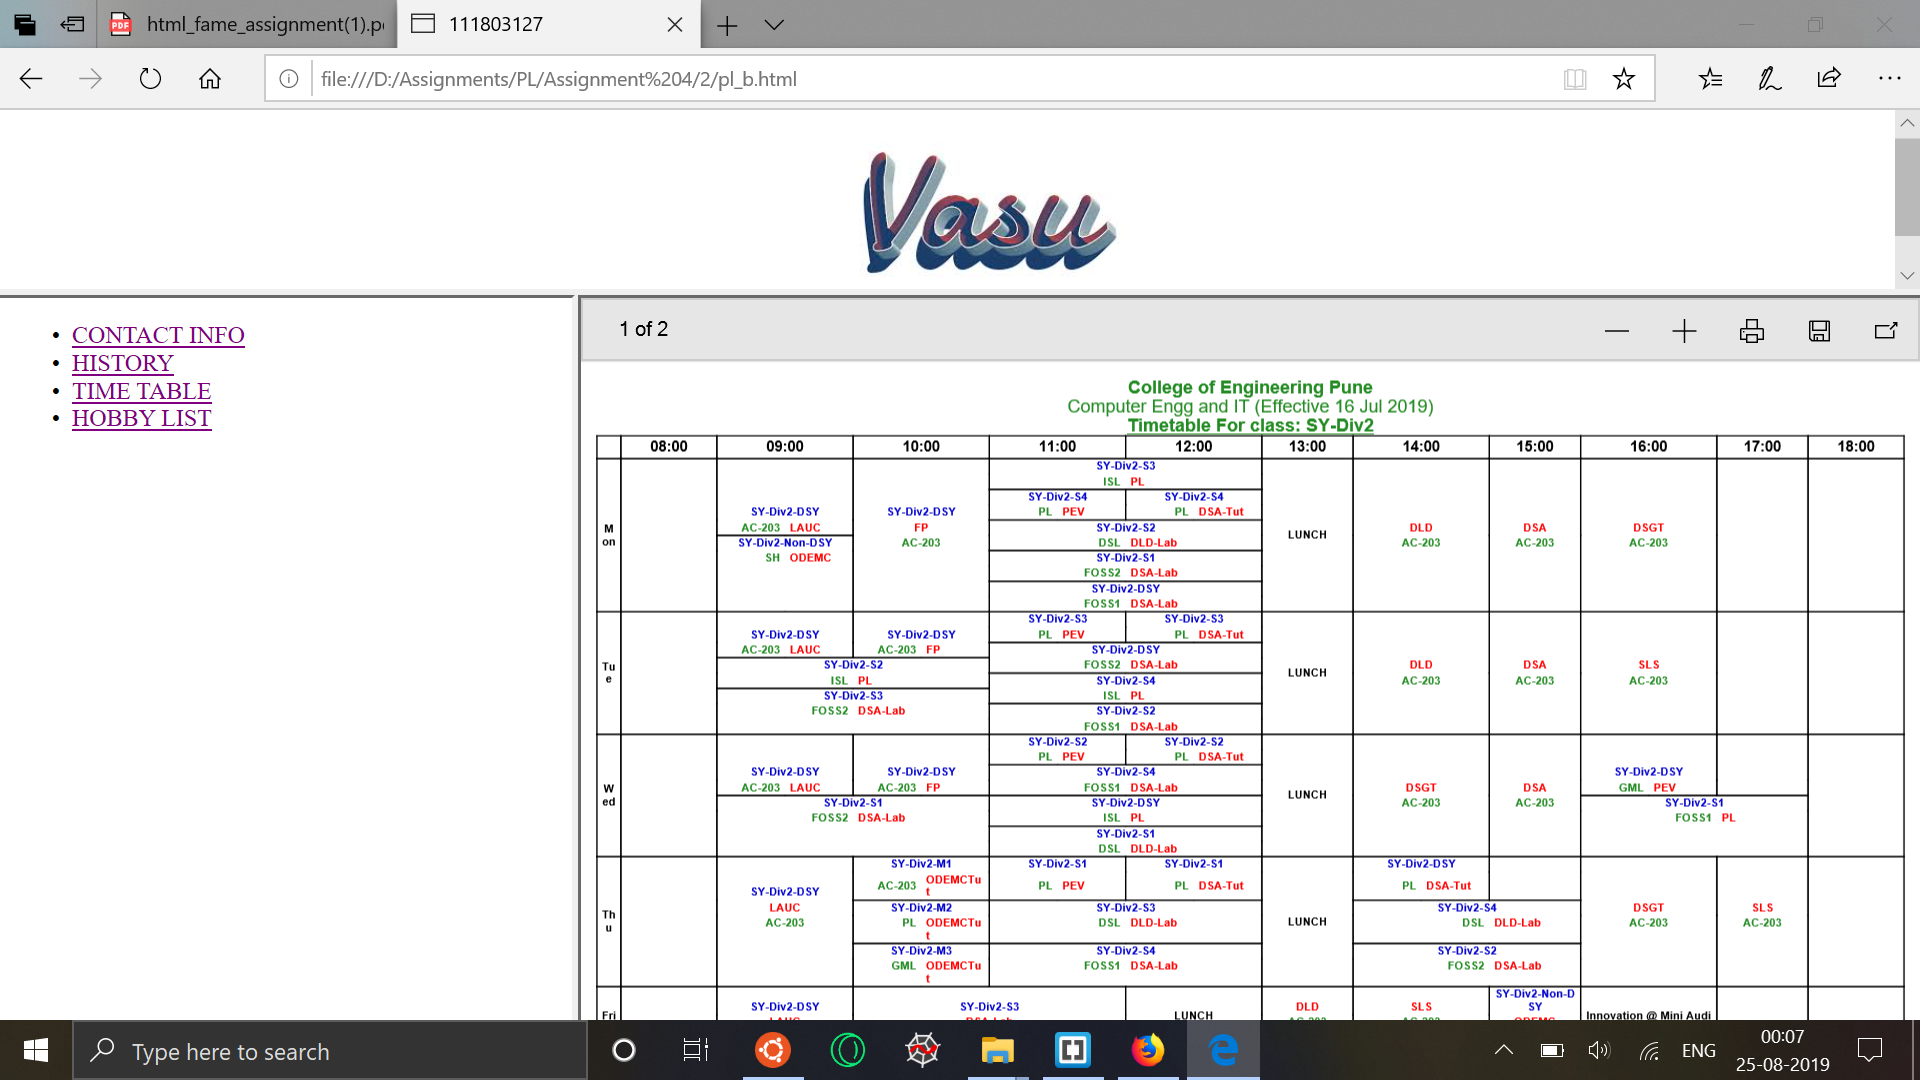 html_fame_assignment(1).p
111803127
file:///D:/Assignments/PL/Assignment%204/2/pl_b.html
Vasu
CONTACT INFO
HISTORY
TIME TABLE
HOBBY LIST
1 of 2
College of Engineering Pune
Computer Engg and IT (Effective 16 Jul 2019)
Timetable For class: SY-Div2
08:00 09:00 10:00 11:00 12:00 13:00 14:00 15:00 16:00 17:00 18:00
Mon
SY-Div2-DSY
AC-203 LAUC
SY-Div2-Non-DSY
SH ODEMC
SY-Div2-DSY
FP
AC-203
SY-Div2-S3
ISL PL
SY-Div2-S4
PL PEV
SY-Div2-S4
PL DSA-Tut
SY-Div2-S2
DSL DLD-Lab
SY-Div2-S1
FOSS2 DSA-Lab
SY-Div2-DSY
FOSS1 DSA-Lab
LUNCH
DLD
AC-203
DSA
AC-203
DSGT
AC-203
Tue
SY-Div2-DSY
AC-203 LAUC
SY-Div2-DSY
AC-203 FP
SY-Div2-S2
ISL PL
SY-Div2-S3
FOSS2 DSA-Lab
SY-Div2-S3
PL PEV
SY-Div2-S3
PL DSA-Tut
SY-Div2-DSY
FOSS2 DSA-Lab
SY-Div2-S4
ISL PL
SY-Div2-S2
FOSS1 DSA-Lab
LUNCH
DLD
AC-203
DSA
AC-203
SLS
AC-203
Wed
SY-Div2-DSY
AC-203 LAUC
SY-Div2-DSY
AC-203 FP
SY-Div2-S1
FOSS2 DSA-Lab
SY-Div2-S2
PL PEV
SY-Div2-S2
PL DSA-Tut
SY-Div2-S4
FOSS1 DSA-Lab
SY-Div2-DSY
ISL PL
SY-Div2-S1
DSL DLD-Lab
LUNCH
DSGT
AC-203
DSA
AC-203
SY-Div2-DSY
GML PEV
SY-Div2-S1
FOSS1 PL
Thu
SY-Div2-DSY
LAUC
AC-203
SY-Div2-M1
AC-203 ODEMCTut
SY-Div2-M2
PL ODEMCTut
SY-Div2-M3
GML ODEMCTut
SY-Div2-S1
PL PEV
SY-Div2-S1
PL DSA-Tut
SY-Div2-S3
DSL DLD-Lab
SY-Div2-S4
FOSS1 DSA-Lab
LUNCH
SY-Div2-DSY
PL DSA-Tut
SY-Div2-S4
DSL DLD-Lab
SY-Div2-S2
FOSS2 DSA-Lab
DSGT
AC-203
SLS
AC-203
Fri
SY-Div2-DSY
SY-Div2-S3
LUNCH
DLD
SLS
SY-Div2-Non-DSY
Innovation @ Mini Audi
Type here to search
ENG
00:07
25-08-2019